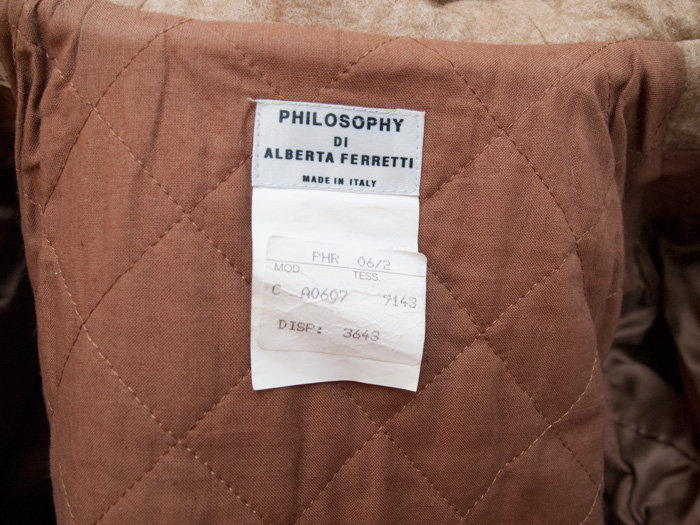 PHILOSOPHY
DI
ALBERTA FERRETTI
MADE IN ITALY
PHR 06/2
MOD. TESS.
C A0607 7143
DISP: 3643